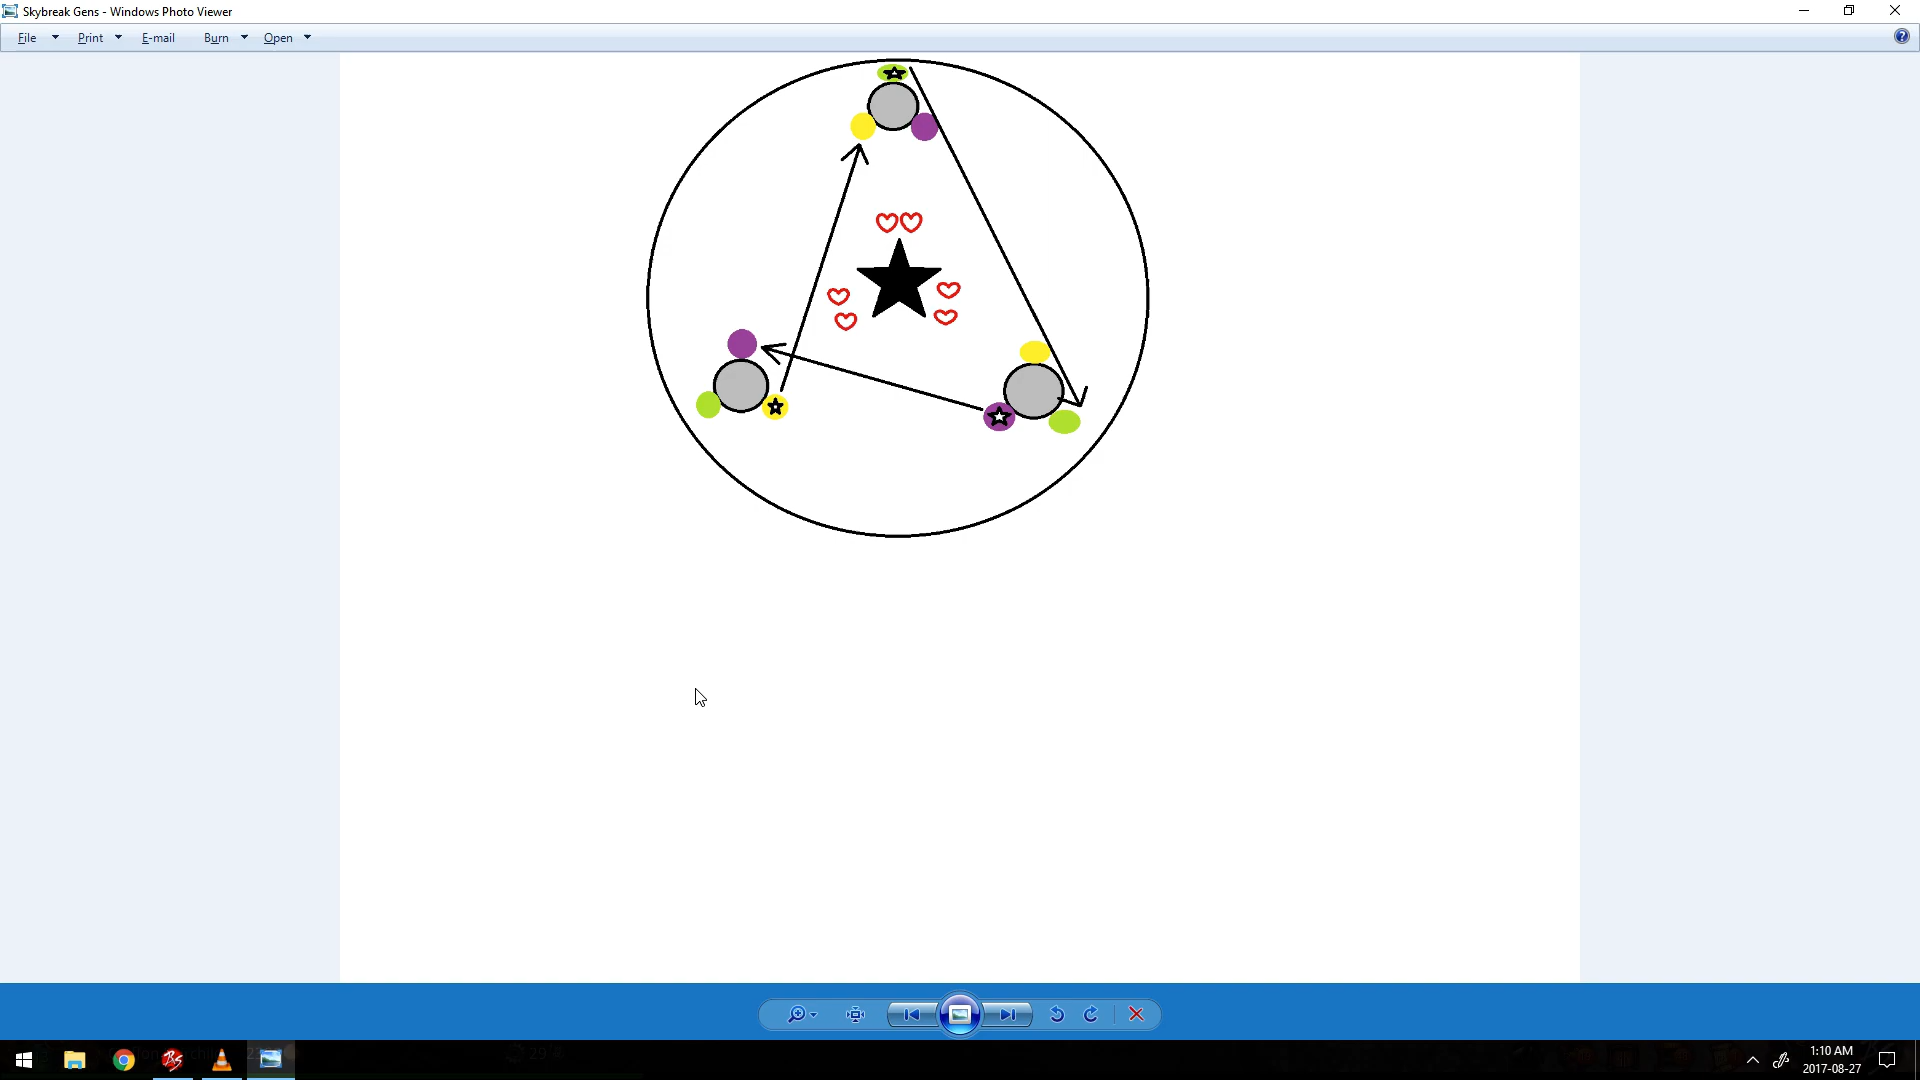 Skybreak Gens - Windows Photo Viewer
File Print E-mail Burn Open
1:10 AM
2017-08-27